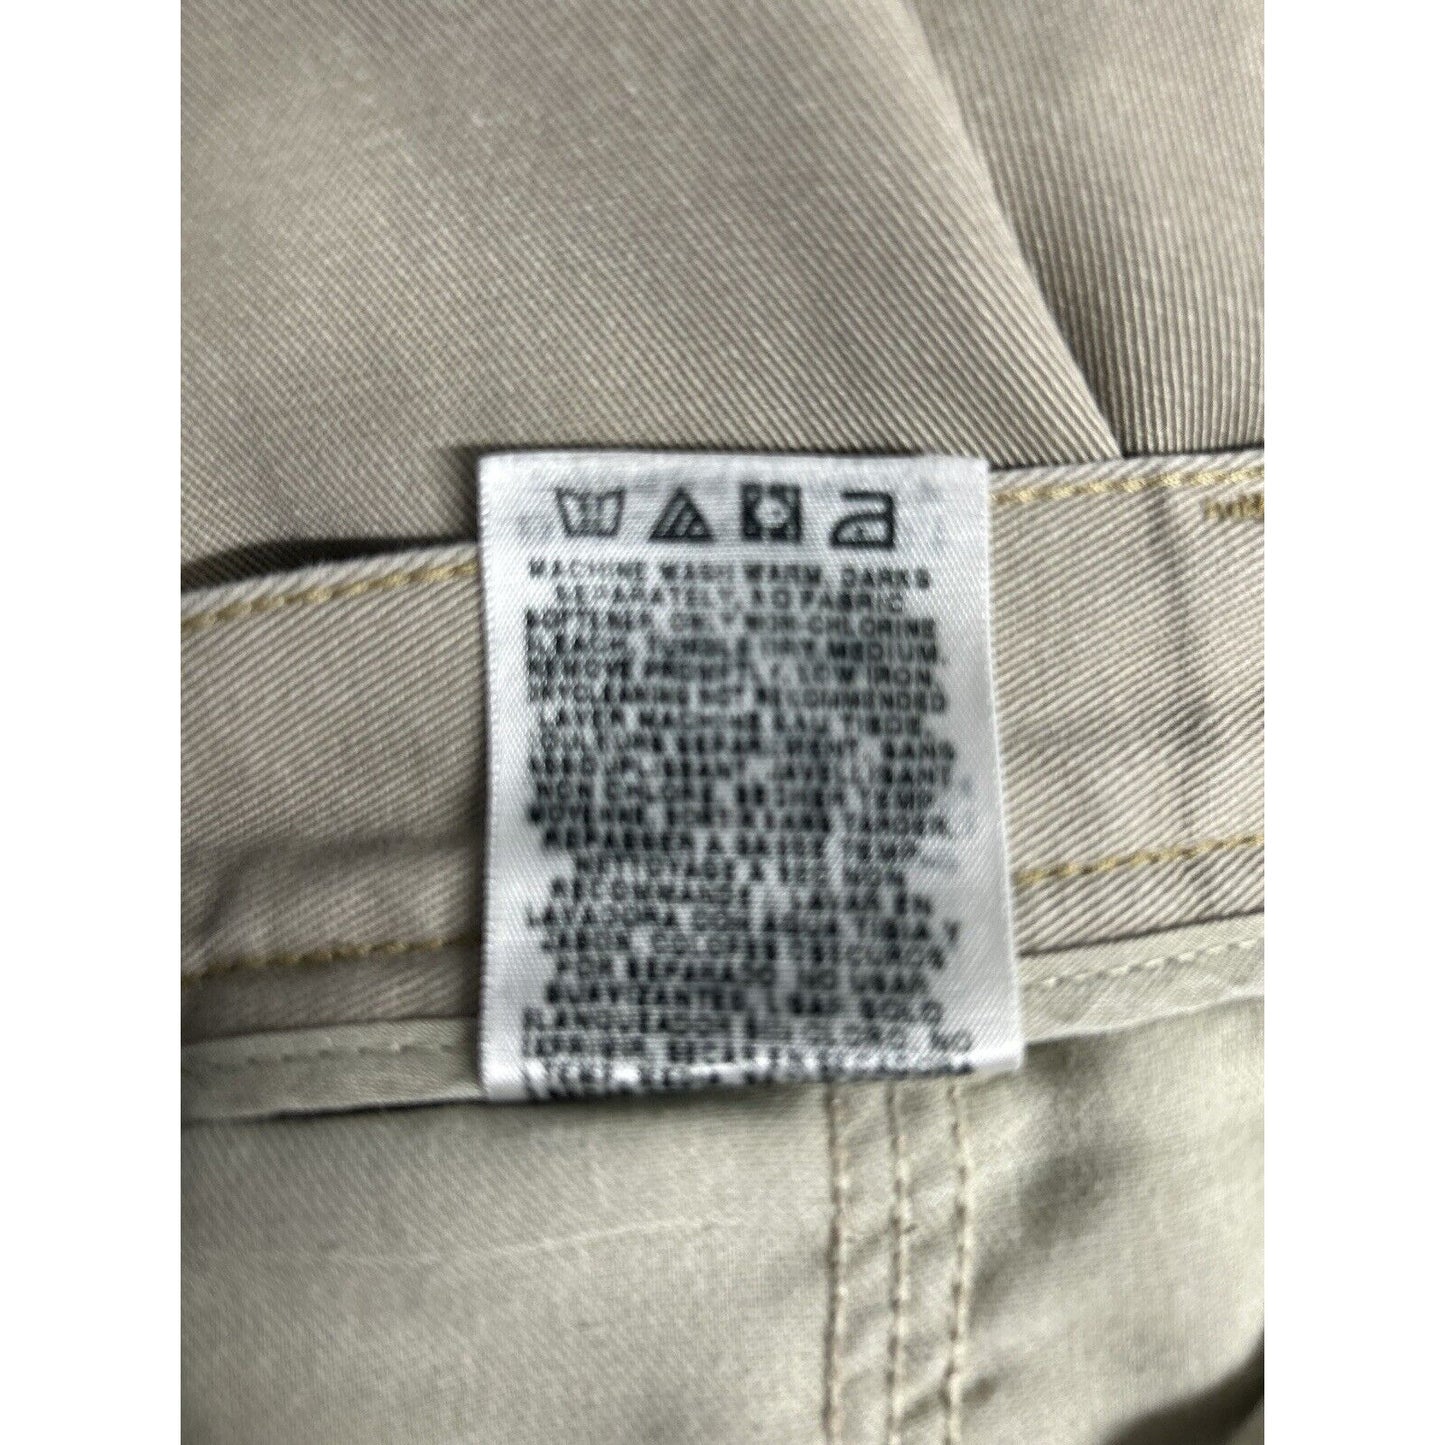 MACHINE WASH WARM, DARKS
SEPARATELY, NO FABRIC
SOFTENER, ONLY NON-CHLORINE
BLEACH, TUMBLE DRY MEDIUM,
REMOVE PROMPTLY, LOW IRON,
DRYCLEANING NOT RECOMMENDED
LAVER MACHINE EAU TIEDE
SEPAREMENT, SANS
JAVELLISANT
NON CHLORE, SECHER TEMP.
MOYENNE, SORTIR SANS TARDER,
REPASSER A BASSE TEMP.
NETTOYAGE A SEC NON
RECOMMANDE LAVAR EN
LAVADORA CON AGUA TIBIA Y
JABON, COLORES OBSCUROS
POR SEPARADO, NO USAR
SUAVIZANTES, USAR SOLO
BLANQUEADOR SIN CLORO, NO